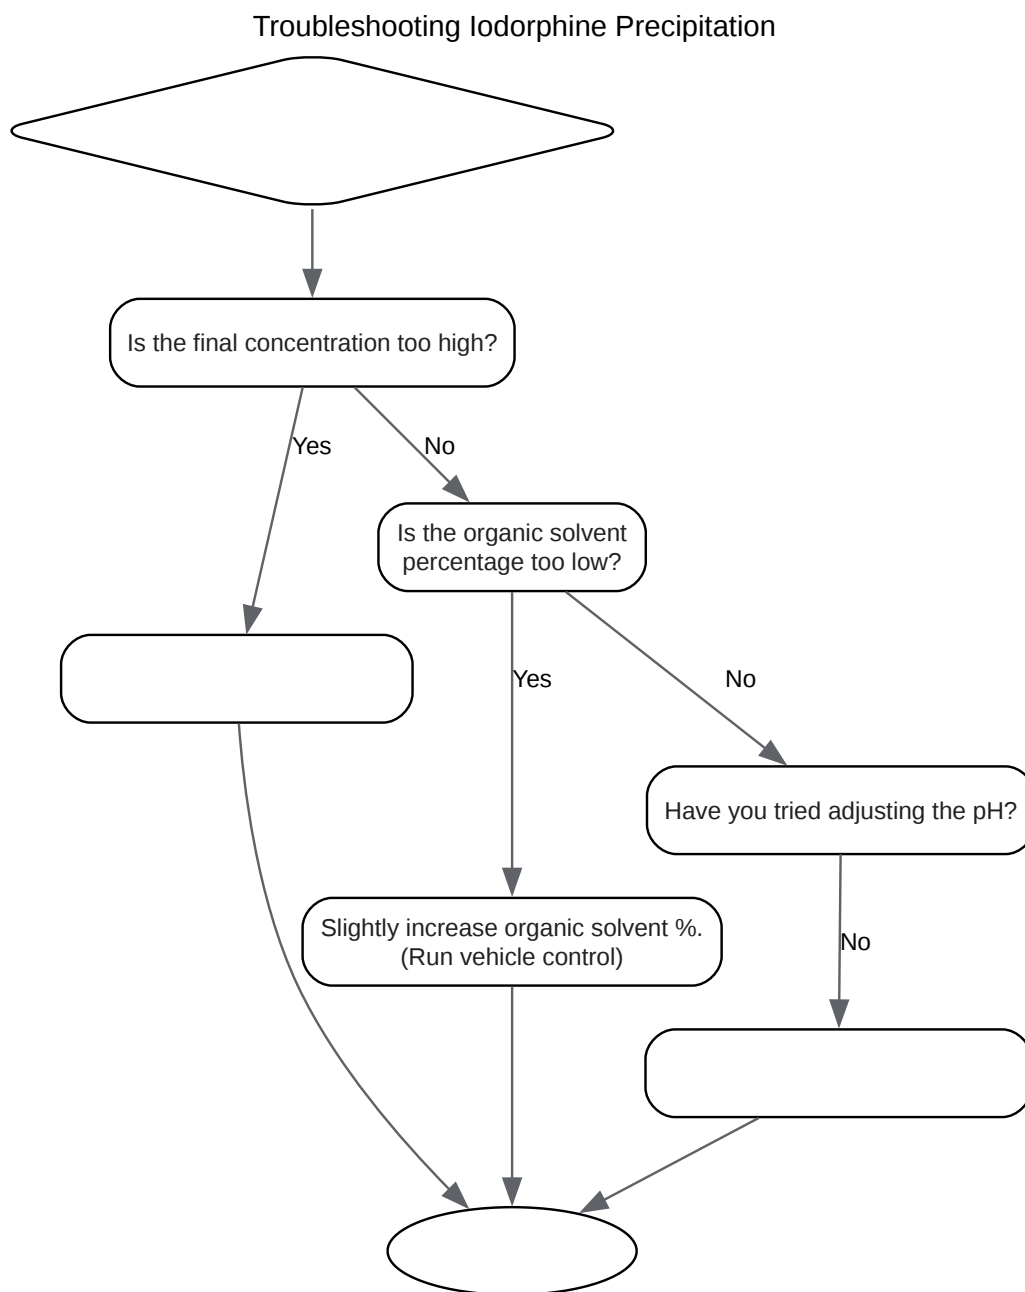 Troubleshooting Iodorphine Precipitation
Is the final concentration too high?
Yes
No
Is the organic solvent
percentage too low?
Yes
No
Have you tried adjusting the pH?
Slightly increase organic solvent %.
(Run vehicle control)
No